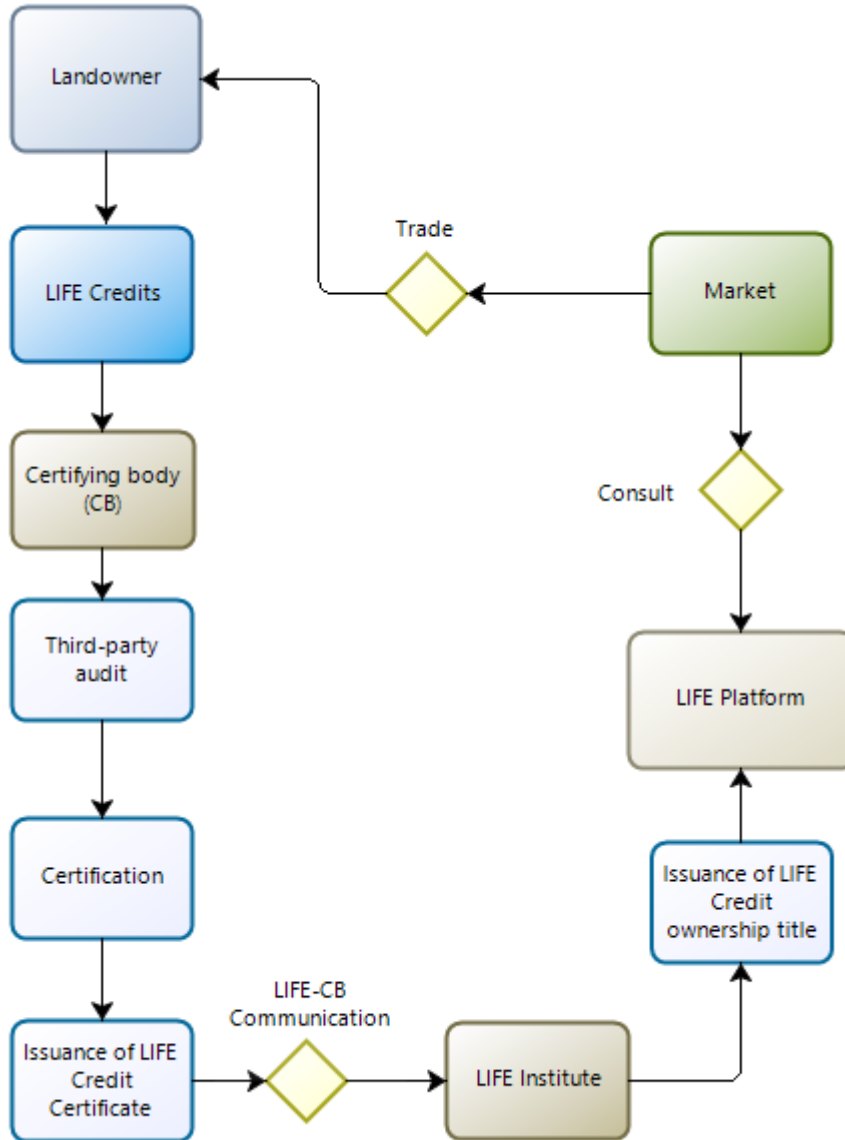 Landowner
Trade
LIFE Credits
Market
Certifying body
(CB)
Consult
Third-party
audit
LIFE Platform
Certification
Issuance of LIFE
Credit
ownership title
LIFE-CB
Communication
Issuance of LIFE
Credit
Certificate
LIFE Institute